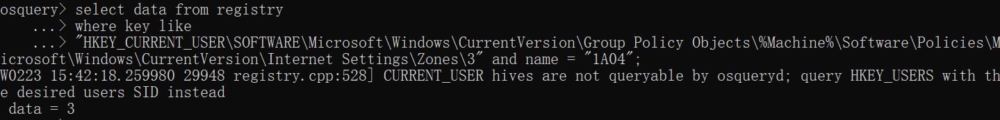 osquery> select data from registry
...> where key like
...> "HKEY_CURRENT_USER\SOFTWARE\Microsoft\Windows\CurrentVersion\Group Policy Objects\%Machine%\Software\Policies\M
icrosoft\Windows\CurrentVersion\Internet Settings\Zones\3" and name = "1A04";
W0223 15:42:18.259980 29948 registry.cpp:528] CURRENT_USER hives are not queryable by osqueryd; query HKEY_USERS with th
e desired users SID instead
data = 3